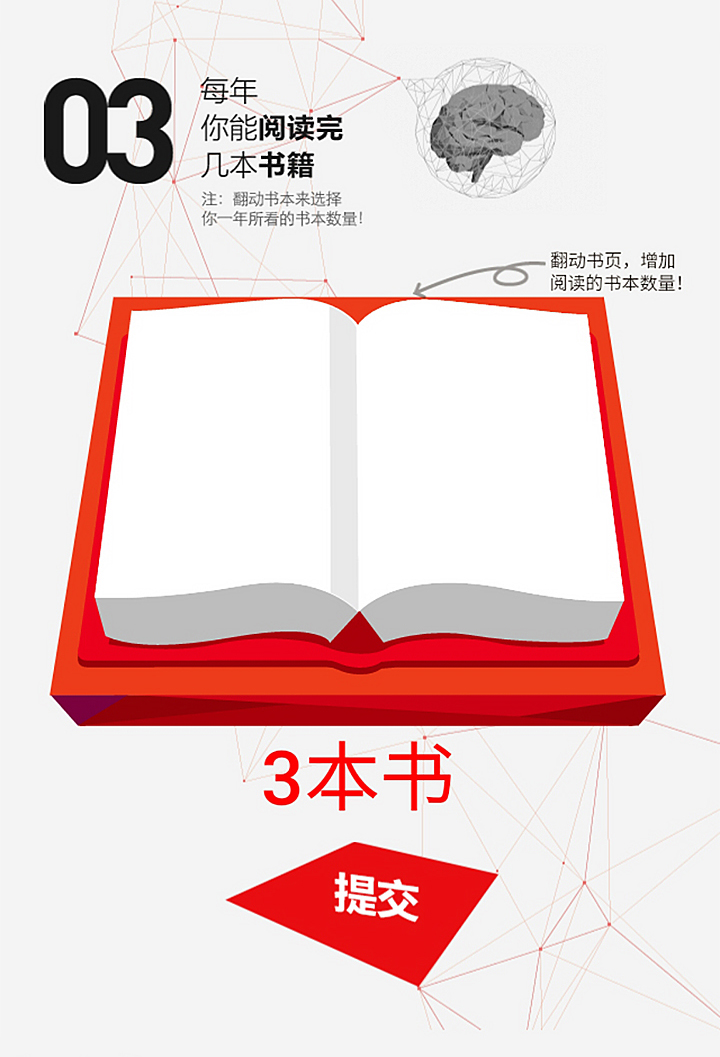 03
每年
你能阅读完
几本书籍
注：翻动书本来选择
你一年所看的书本数量！
翻动书页，增加
阅读的书本数量！
3本书
提交